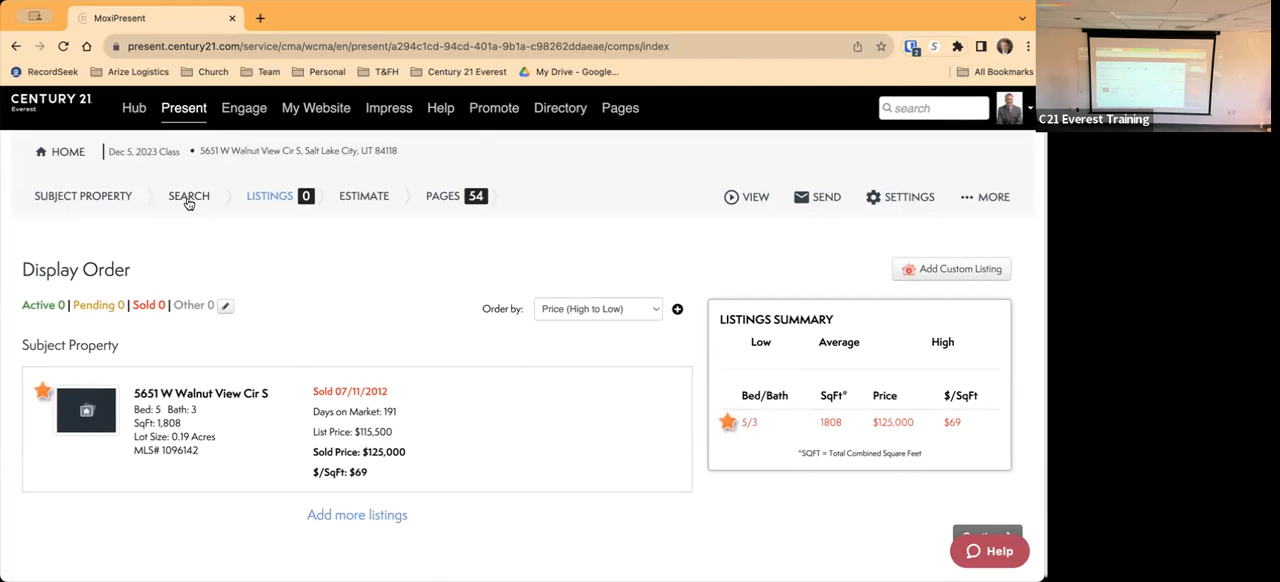 MoxiPresent
present.century21.com/service/cma/wcma/en/present/a294c1cd-94cd-401a-9b1a-c98262ddaeae/comps/index
2
RecordSeek Arize Logistics Church Team Personal T&FH Century 21 Everest My Drive - Google... All Bookmarks
CENTURY 21.
Everest
Hub Present Engage My Website Impress Help Promote Directory Pages search
C21 Everest Training
HOME Dec 5, 2023 Class • 5651 W Walnut View Cir S, Salt Lake City, UT 84118
SUBJECT PROPERTY SEARCH LISTINGS 0 ESTIMATE PAGES 54 VIEW SEND SETTINGS ••• MORE
Display Order
Add Custom Listing
Active 0 | Pending 0 | Sold 0 | Other 0
Order by: Price (High to Low)
Subject Property
5651 W Walnut View Cir S
Bed: 5 Bath: 3
SqFt: 1,808
Lot Size: 0.19 Acres
MLS# 1096142
Sold 07/11/2012
Days on Market: 191
List Price: $115,500
Sold Price: $125,000
$/SqFt: $69
Add more listings
LISTINGS SUMMARY
Low Average High
Bed/Bath SqFt* Price $/SqFt
5/3 1808 $125,000 $69
*SQFT = Total Combined Square Feet
Help